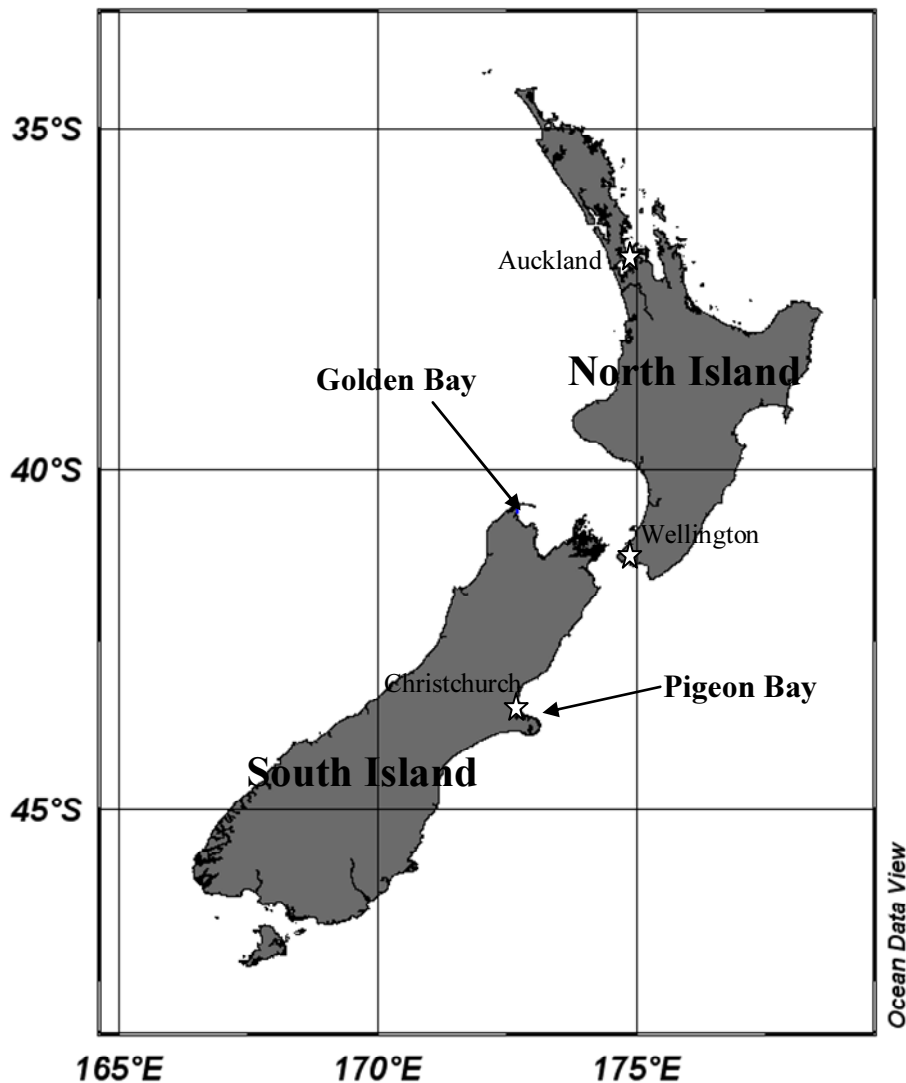 35°S
Auckland
North Island
Golden Bay
40°S
Wellington
Christchurch
Pigeon Bay
South Island
45°S
Ocean Data View
165°E
170°E
175°E